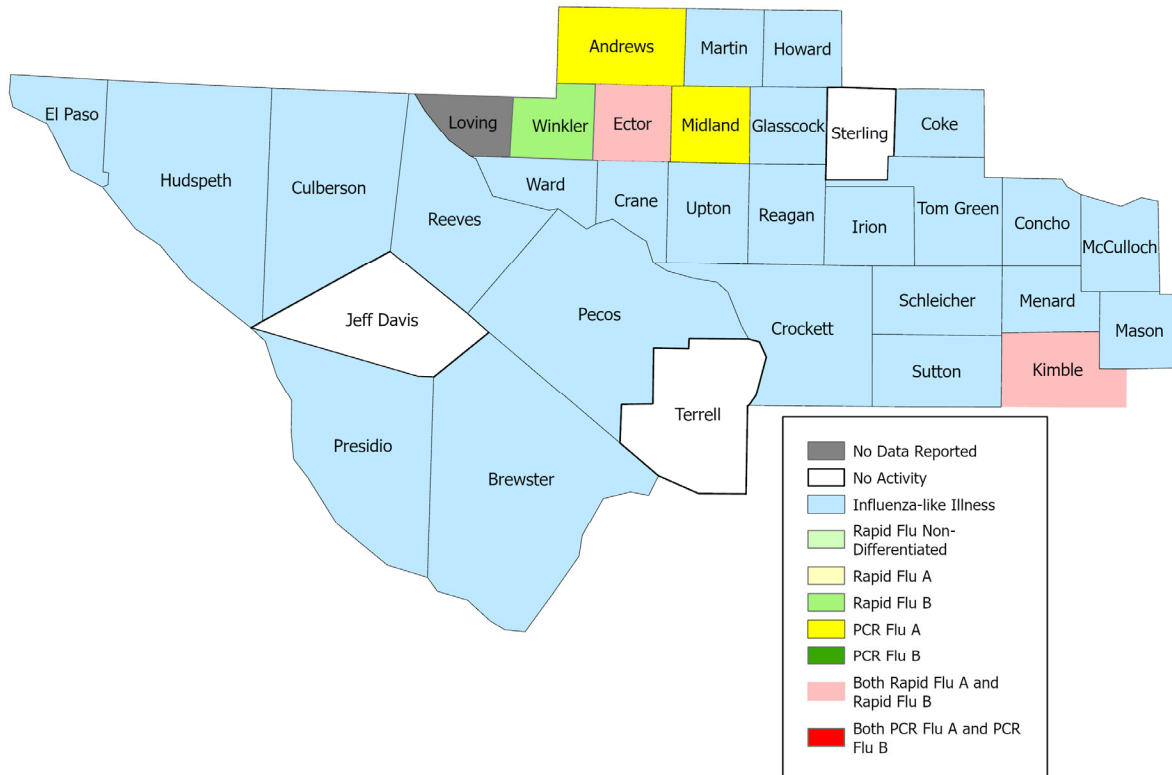 Andrews
Martin
Howard
El Paso
Loving
Winkler
Ector
Midland
Glasscock
Sterling
Coke
Hudspeth
Culberson
Reeves
Ward
Crane
Upton
Reagan
Irion
Tom Green
Concho
McCulloch
Jeff Davis
Pecos
Crockett
Schleicher
Menard
Mason
Sutton
Kimble
Terrell
Presidio
Brewster
No Data Reported
No Activity
Influenza-like Illness
Rapid Flu Non-
Differentiated
Rapid Flu A
Rapid Flu B
PCR Flu A
PCR Flu B
Both Rapid Flu A and
Rapid Flu B
Both PCR Flu A and PCR
Flu B